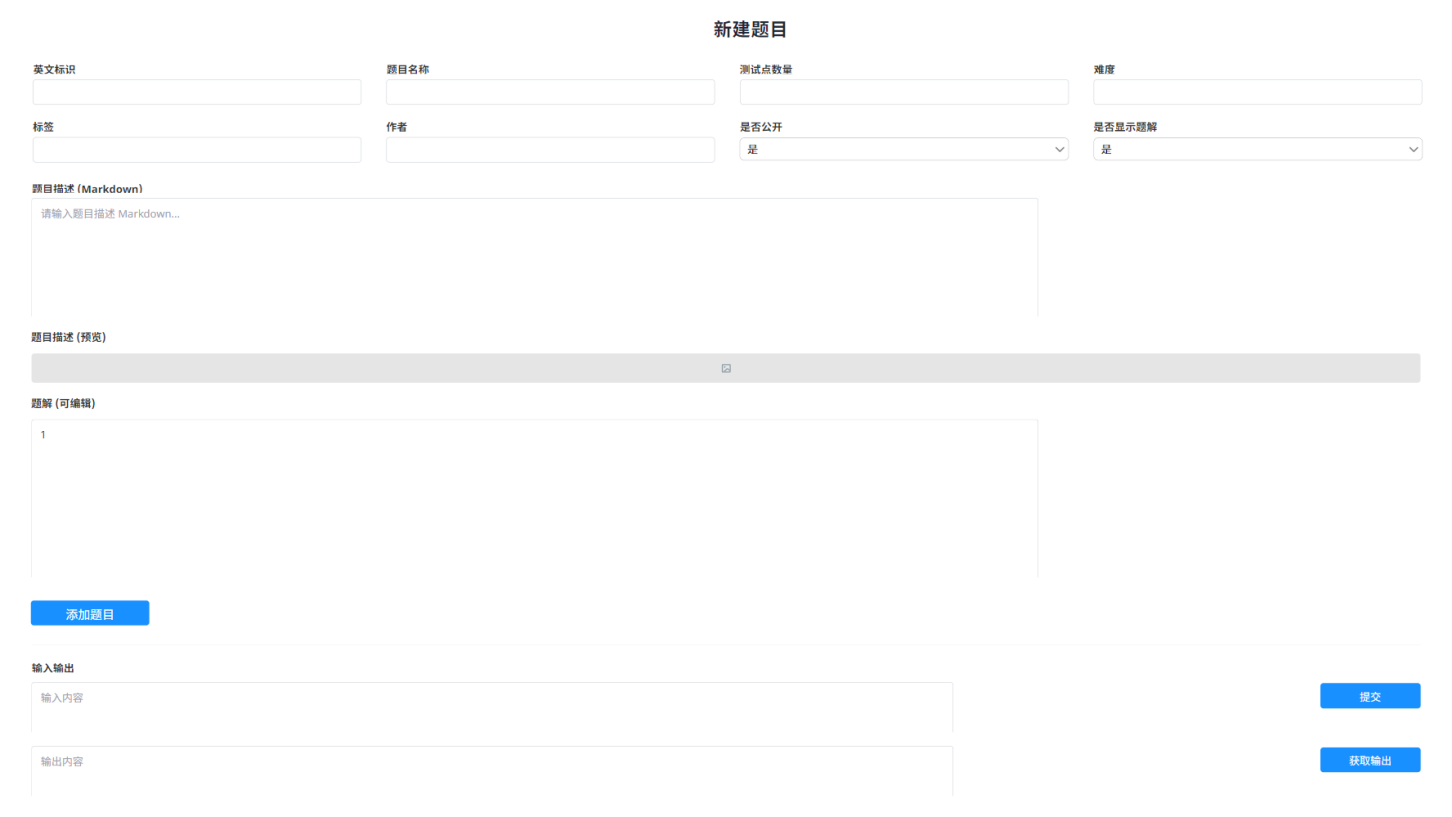 新建题目
英文标识 题目名称 测试点数量 难度
标签 作者 是否公开 是否显示题解
是 是
题目描述 (Markdown)
请输入题目描述 Markdown...
题目描述 (预览)
题解 (可编辑)
1
添加题目
输入输出
输入内容 提交
输出内容 获取输出